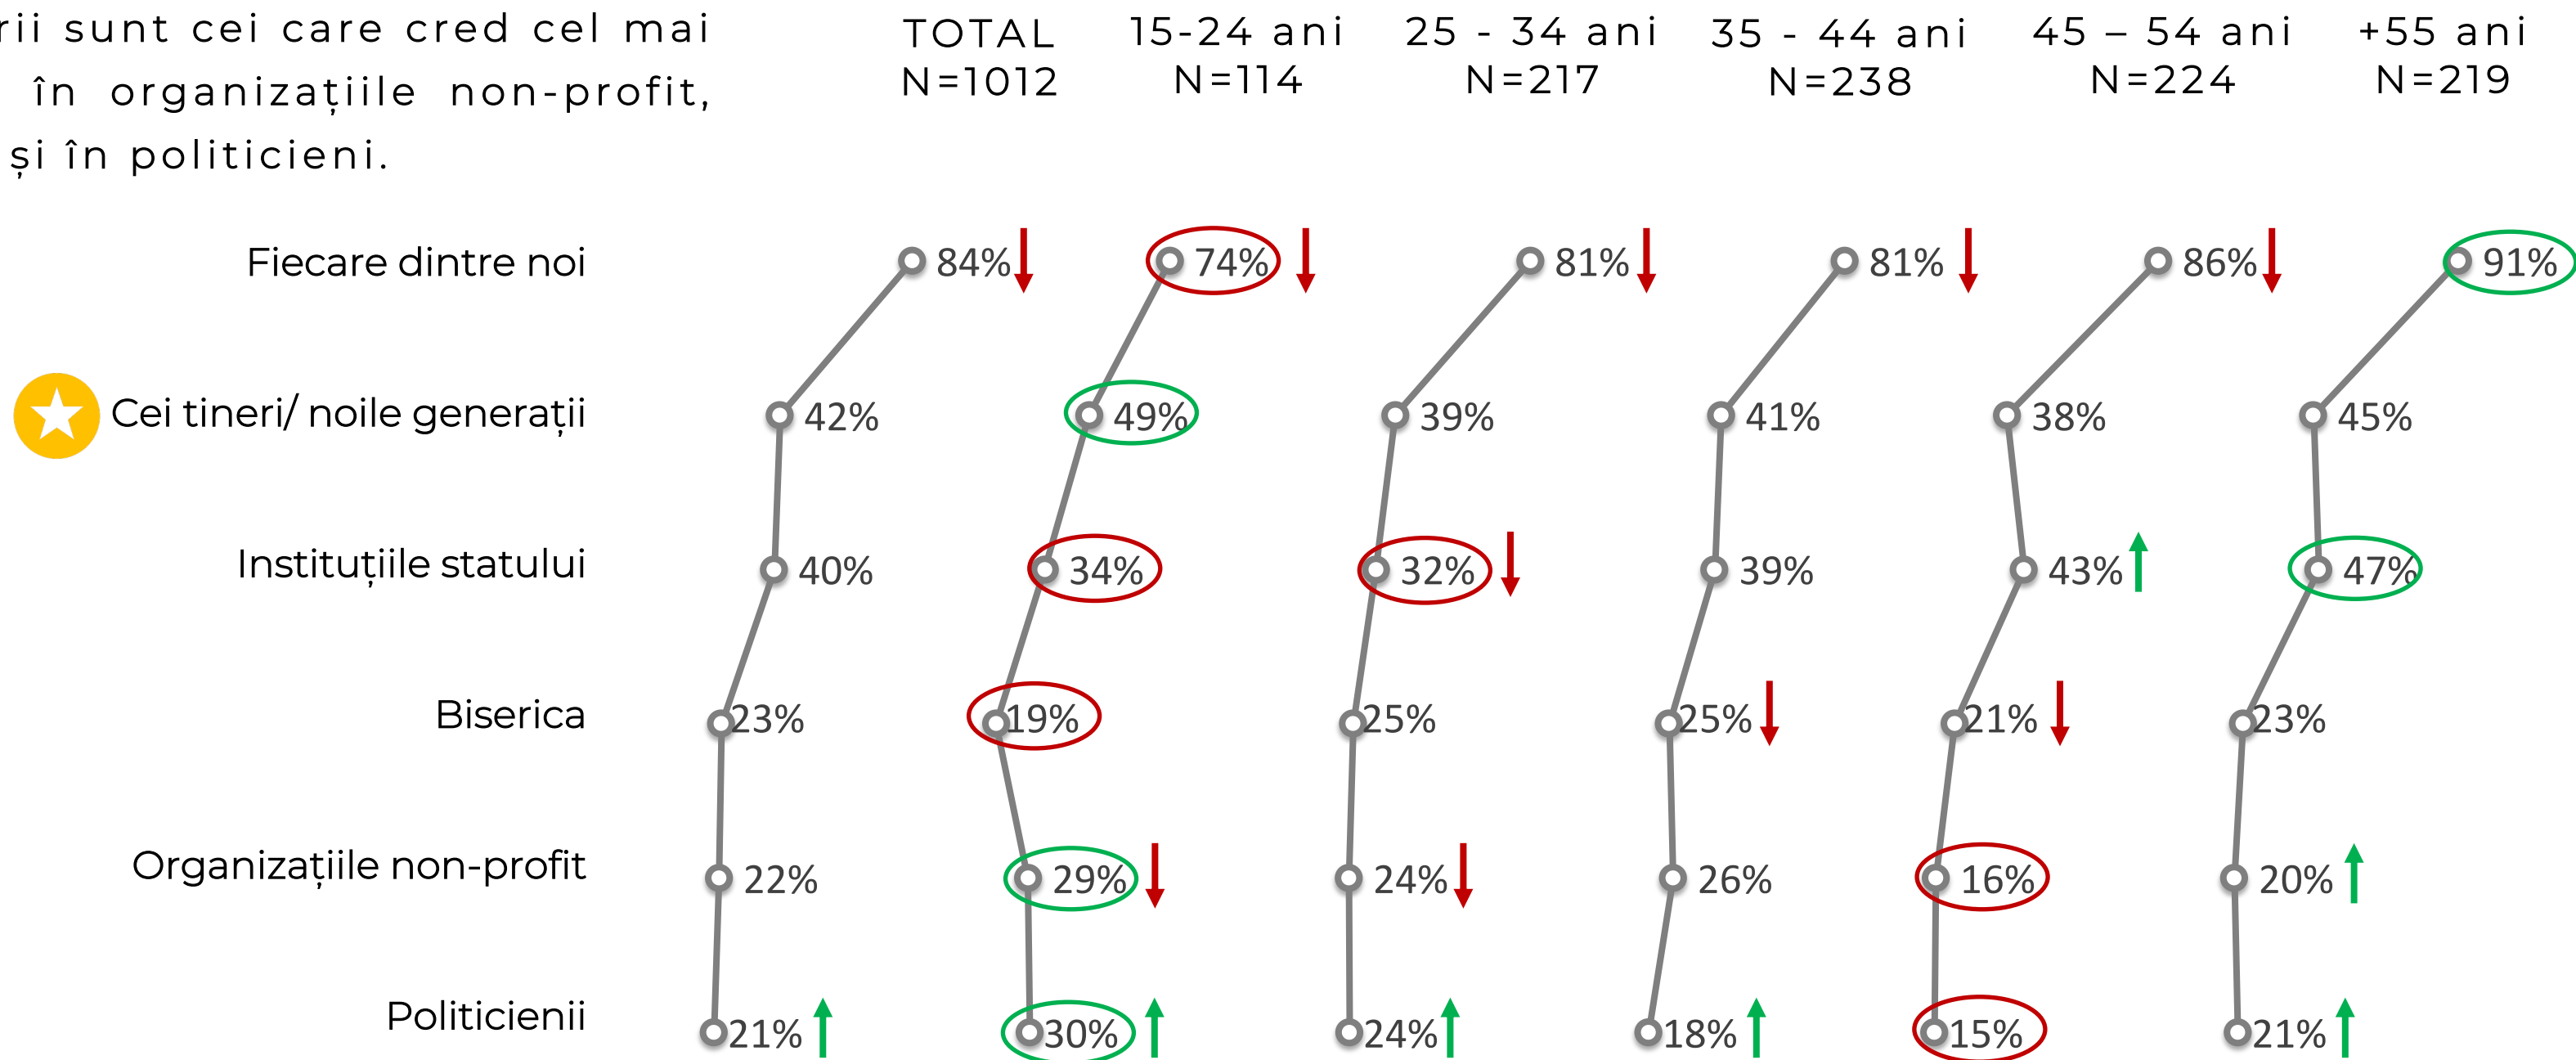 sunt cei care cred cel mai
în organizațiile non-profit,
și în politicieni.
TOTAL 15-24 ani 25 - 34 ani 35 - 44 ani 45 – 54 ani +55 ani
N=1012 N=114 N=217 N=238 N=224 N=219
Fiecare dintre noi 84% 74% 81% 81% 86% 91%
Cei tineri/ noile generații 42% 49% 39% 41% 38% 45%
Instituțiile statului 40% 34% 32% 39% 43% 47%
Biserica 23% 19% 25% 25% 21% 23%
Organizațiile non-profit 22% 29% 24% 26% 16% 20%
Politicienii 21% 30% 24% 18% 15% 21%